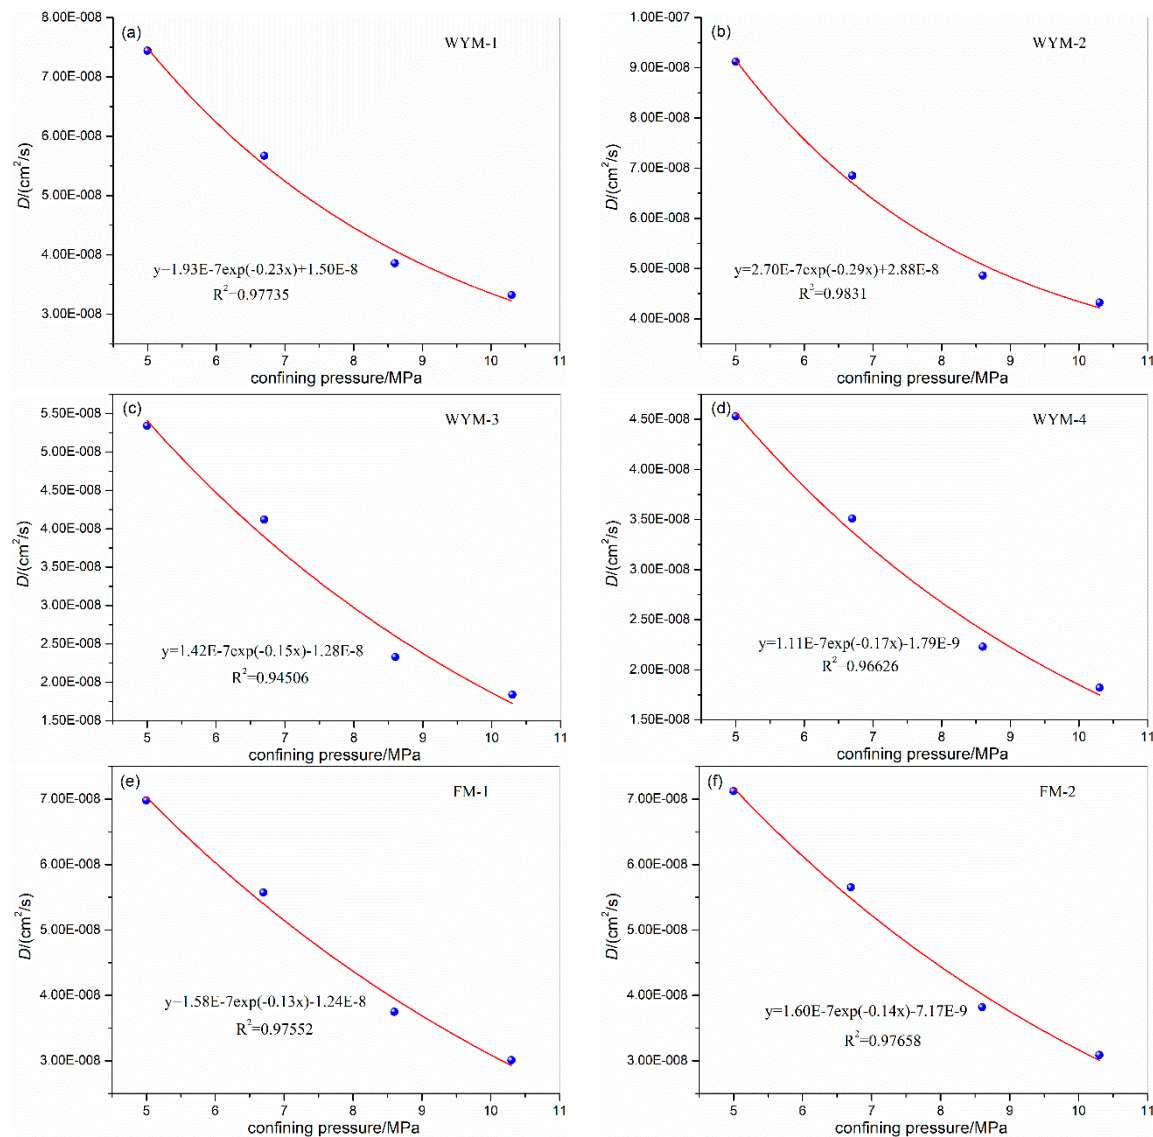 (a)
WYM-1
8.00E-008
7.00E-008
6.00E-008
5.00E-008
4.00E-008
3.00E-008
D/(cm²/s)
y=1.93E-7exp(-0.23x)+1.50E-8
R²=0.97735
5 6 7 8 9 10 11
confining pressure/MPa
(b)
WYM-2
1.00E-007
9.00E-008
8.00E-008
7.00E-008
6.00E-008
5.00E-008
4.00E-008
D/(cm²/s)
y=2.70E-7exp(-0.29x)+2.88E-8
R²=0.9831
5 6 7 8 9 10 11
confining pressure/MPa
(c)
WYM-3
5.50E-008
5.00E-008
4.50E-008
4.00E-008
3.50E-008
3.00E-008
2.50E-008
2.00E-008
1.50E-008
D/(cm²/s)
y=1.42E-7exp(-0.15x)-1.28E-8
R²=0.94506
5 6 7 8 9 10 11
confining pressure/MPa
(d)
WYM-4
4.50E-008
4.00E-008
3.50E-008
3.00E-008
2.50E-008
2.00E-008
1.50E-008
D/(cm²/s)
y=1.11E-7exp(-0.17x)-1.79E-9
R²=0.96626
5 6 7 8 9 10 11
confining pressure/MPa
(e)
FM-1
7.00E-008
6.00E-008
5.00E-008
4.00E-008
3.00E-008
D/(cm²/s)
y=1.58E-7exp(-0.13x)-1.24E-8
R²=0.97552
5 6 7 8 9 10 11
confining pressure/MPa
(f)
FM-2
7.00E-008
6.00E-008
5.00E-008
4.00E-008
3.00E-008
D/(cm²/s)
y=1.60E-7exp(-0.14x)-7.17E-9
R²=0.97658
5 6 7 8 9 10 11
confining pressure/MPa